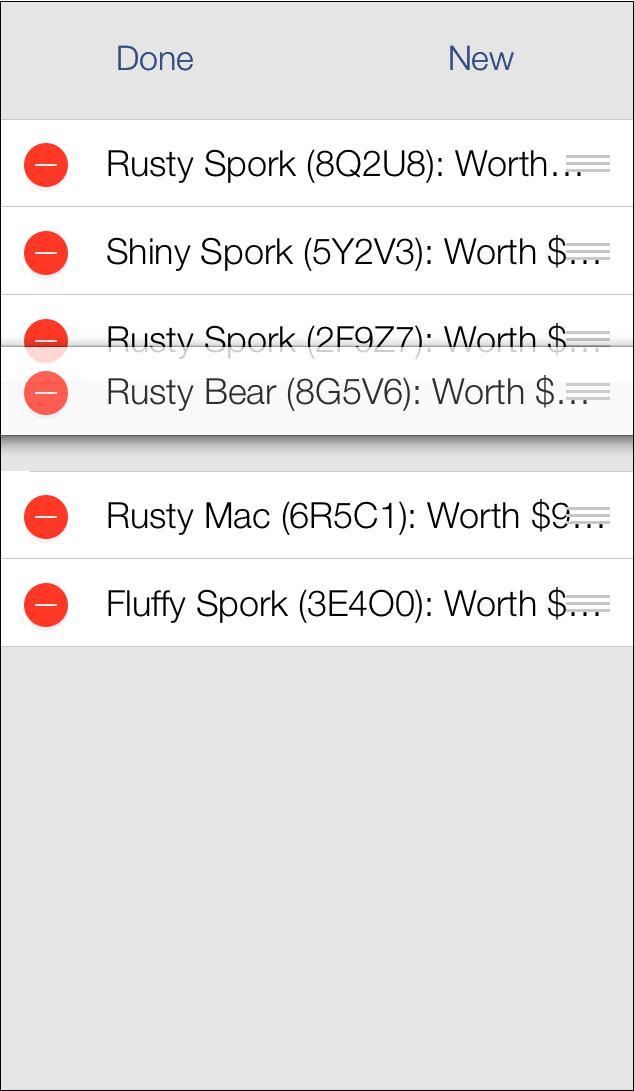 Done New
Rusty Spork (8Q2U8): Worth…
Shiny Spork (5Y2V3): Worth $…
Rusty Spork (2F9Z7): Worth $…
Rusty Bear (8G5V6): Worth $…
Rusty Mac (6R5C1): Worth $9…
Fluffy Spork (3E4O0): Worth $…